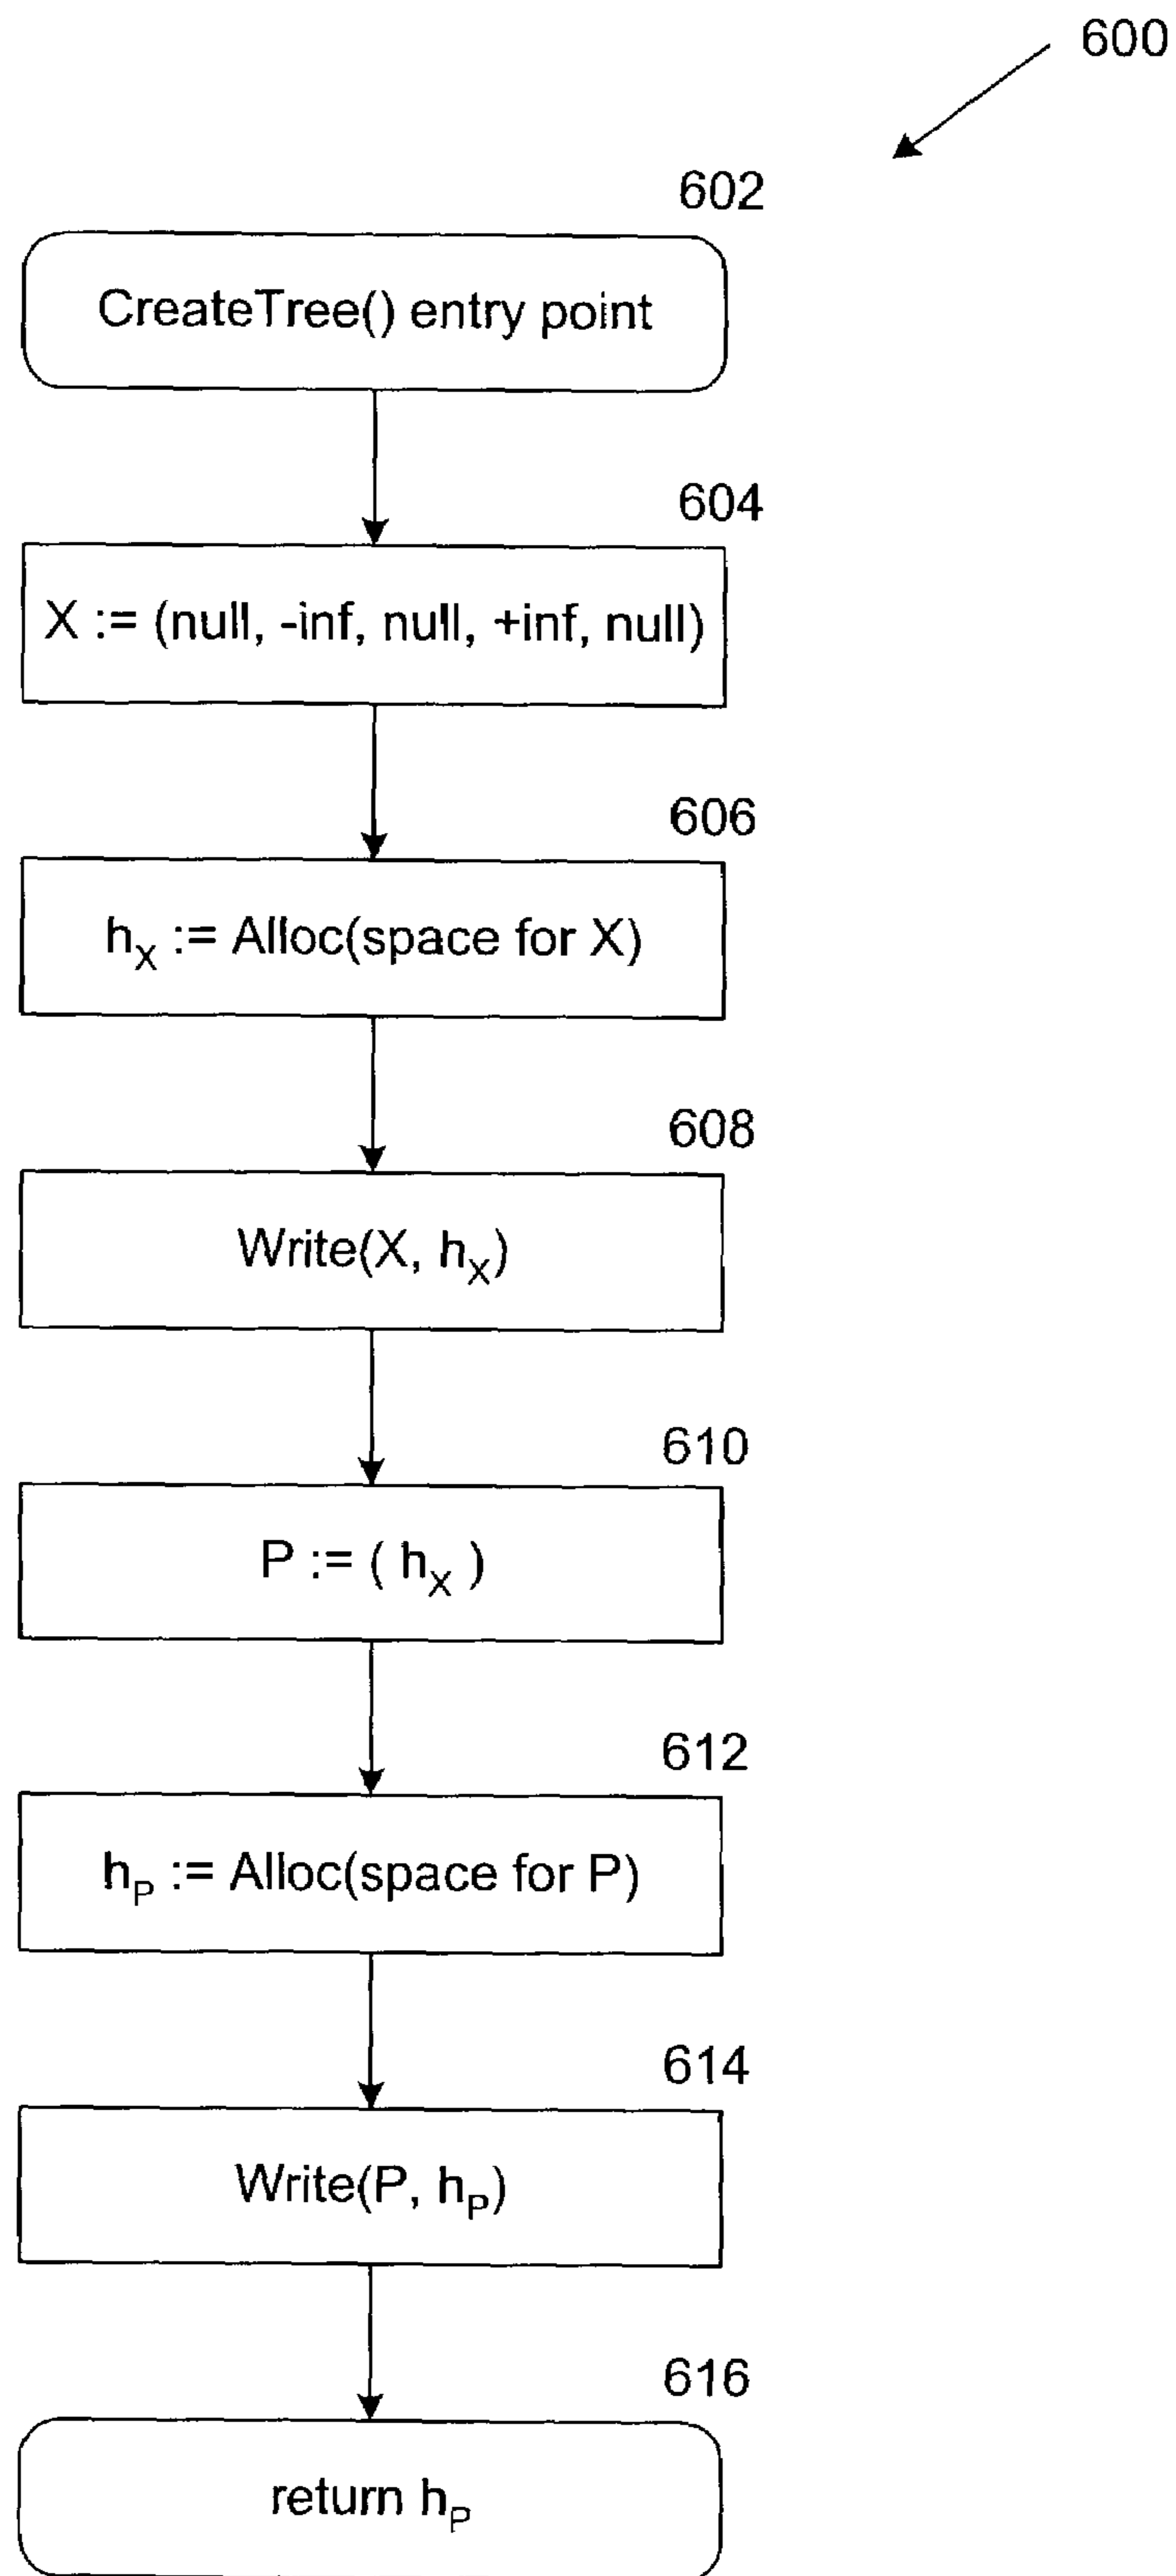 600
602
CreateTree() entry point
604
X := (null, -inf, null, +inf, null)
606
hX := Alloc(space for X)
608
Write(X, hX)
610
P := ( hX )
612
hP := Alloc(space for P)
614
Write(P, hP)
616
return hP